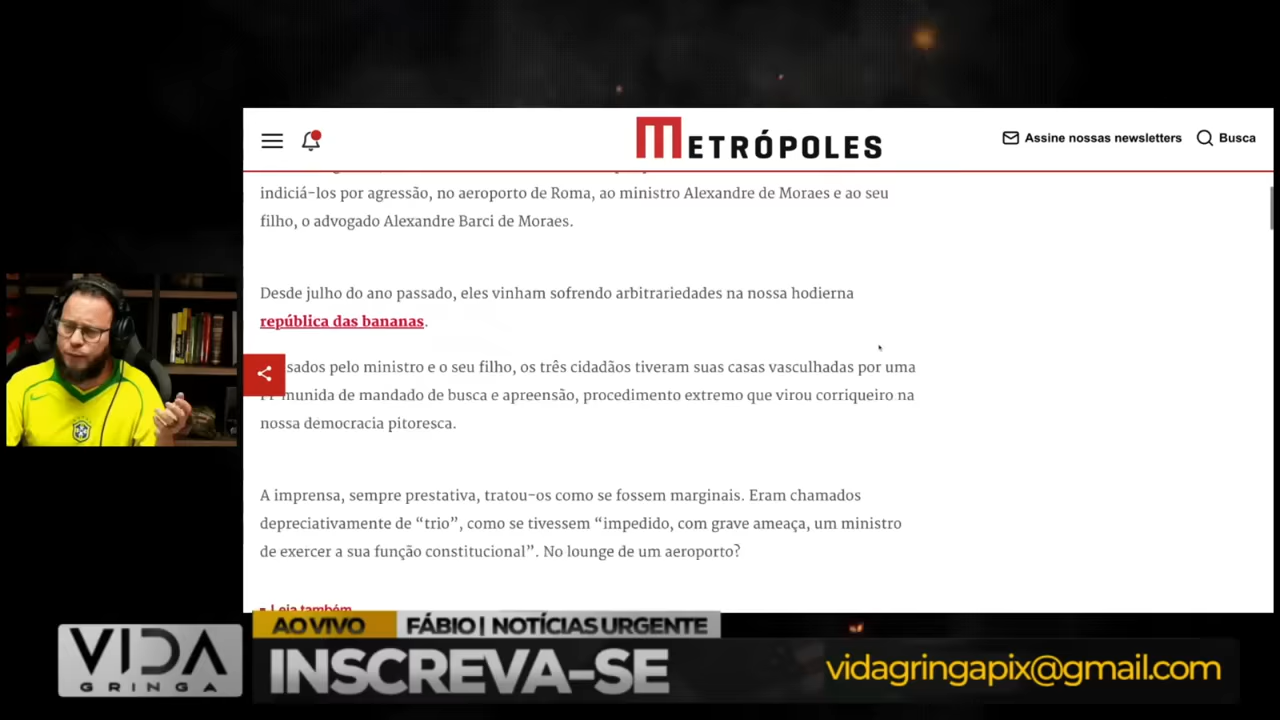 METRÓPOLES
Assine nossas newsletters
Busca
indiciá-los por agressão, no aeroporto de Roma, ao ministro Alexandre de Moraes e ao seu
filho, o advogado Alexandre Barci de Moraes.
Desde julho do ano passado, eles vinham sofrendo arbitrariedades na nossa hodierna
república das bananas.
sados pelo ministro e o seu filho, os três cidadãos tiveram suas casas vasculhadas por uma
munida de mandado de busca e apreensão, procedimento extremo que virou corriqueiro na
nossa democracia pitoresca.
A imprensa, sempre prestativa, tratou-os como se fossem marginais. Eram chamados
depreciativamente de “trio”, como se tivessem “impedido, com grave ameaça, um ministro
de exercer a sua função constitucional”. No lounge de um aeroporto?
Leia também
AO VIVO
FÁBIO | NOTÍCIAS URGENTE
VIDA
GRINGA
INSCREVA-SE
vidagringapix@gmail.com